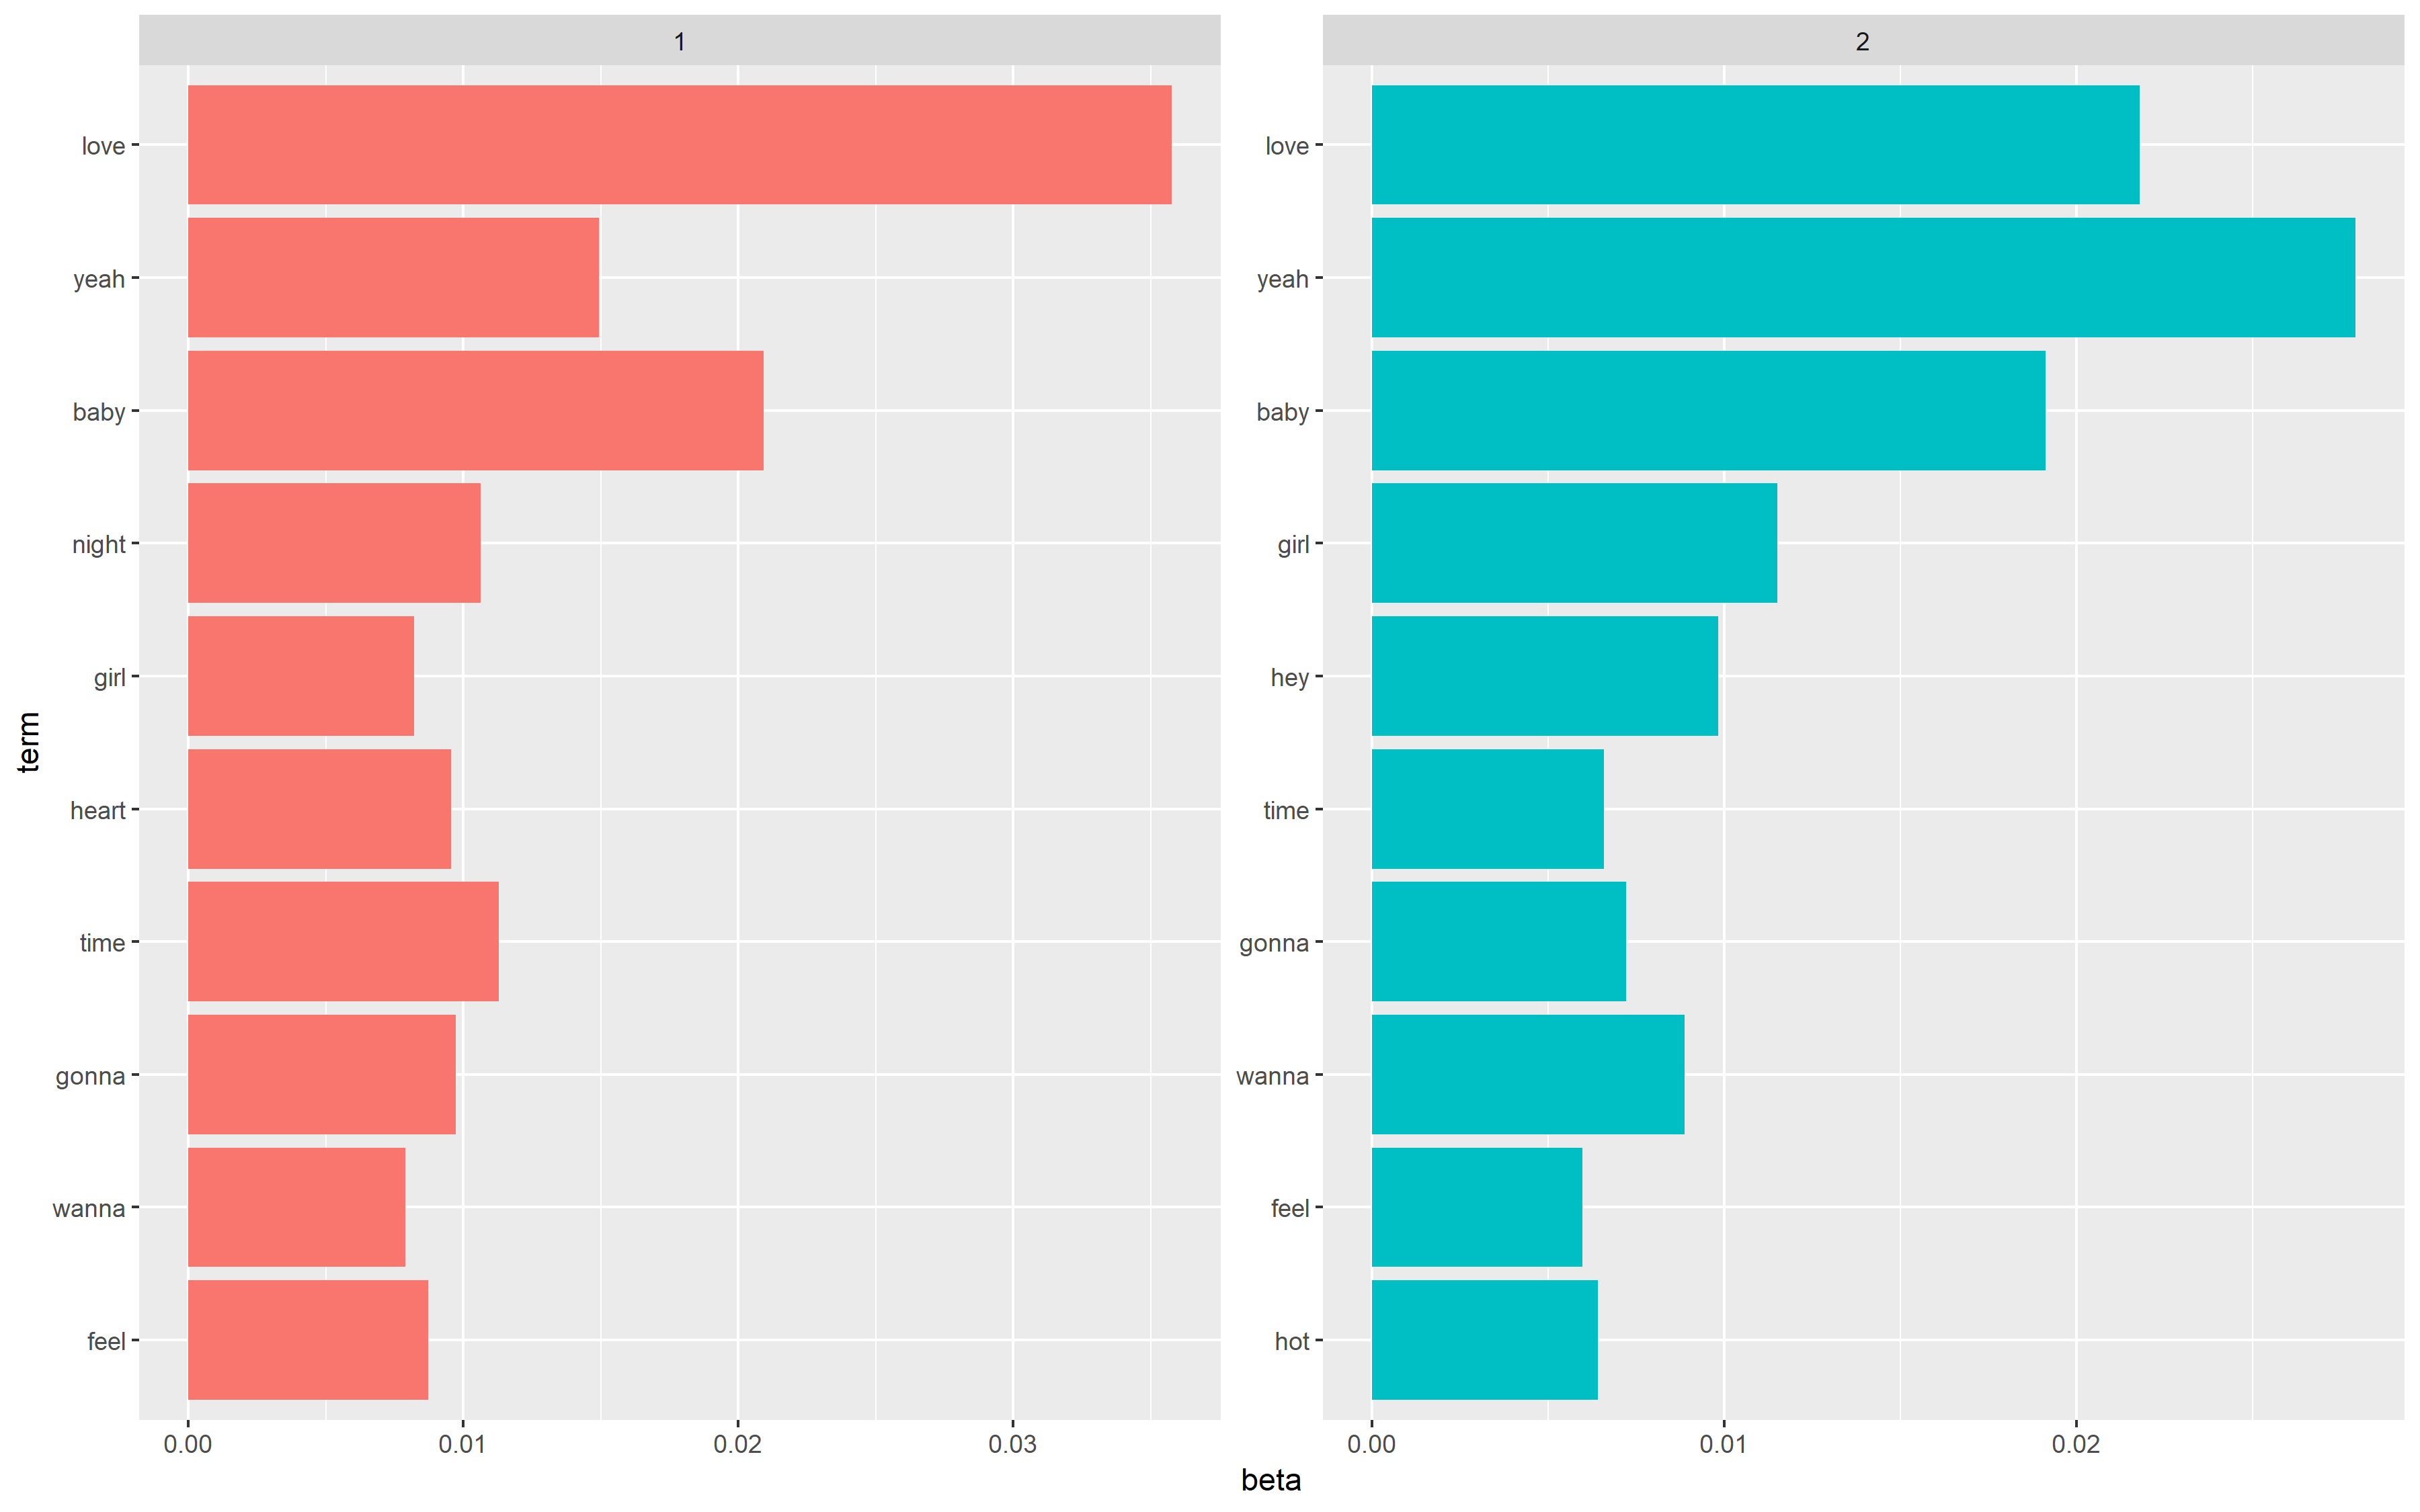 1
2
term
love
yeah
baby
night
girl
heart
time
gonna
wanna
feel
0.00
0.01
0.02
0.03
love
yeah
baby
girl
hey
time
gonna
wanna
feel
hot
0.00
0.01
0.02
beta